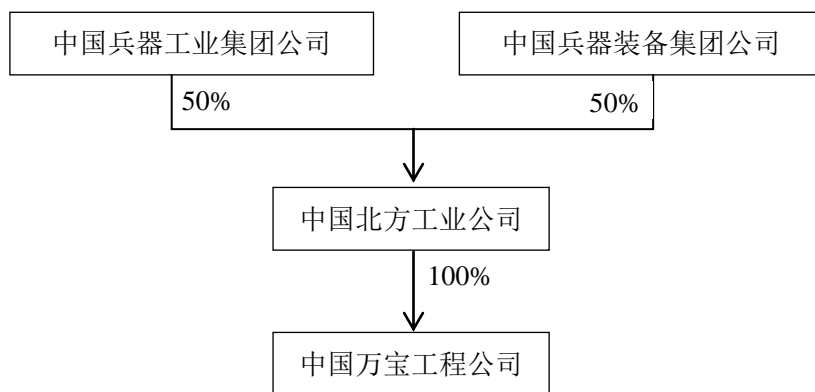 中国兵器工业集团公司
中国兵器装备集团公司
50%
50%
中国北方工业公司
100%
中国万宝工程公司